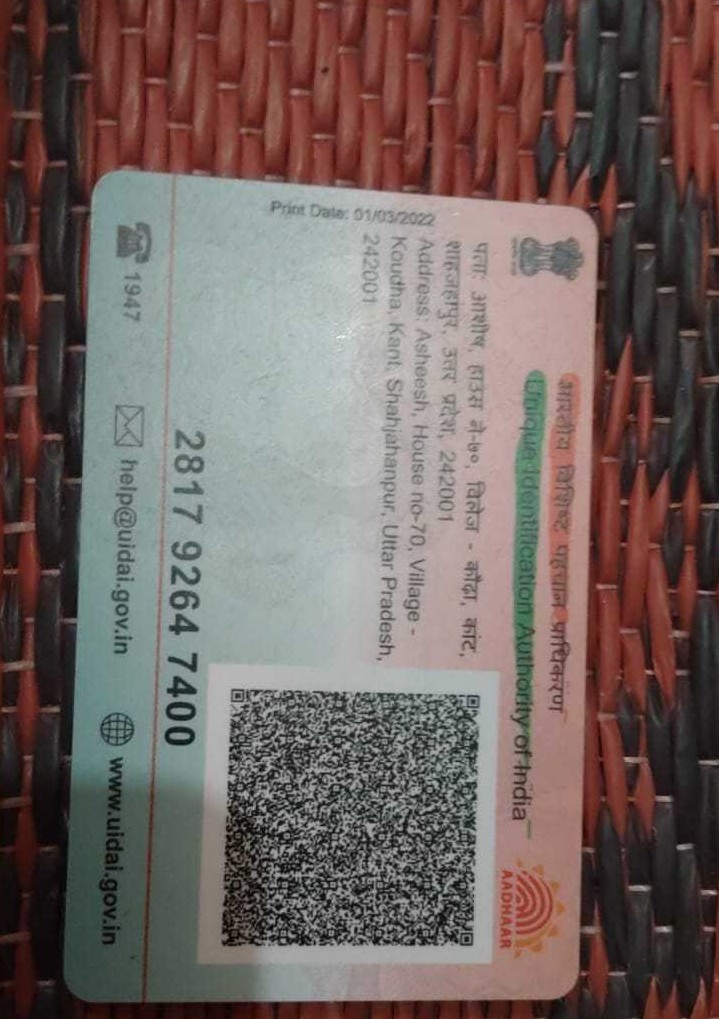 भारतीय विशिष्ट पहचान प्राधिकरण
Unique Identification Authority of India
AADHAAR
पता: आशीष, हाउस ने-७०, विलेज - कौढ़ा, कांट,
शाहजहांपुर, उत्तर प्रदेश, 242001
Address: Asheesh, House no-70, Village -
Koudha, Kant, Shahjahanpur, Uttar Pradesh,
242001
Print Date: 01/03/2022
2817 9264 7400
1947
help@uidai.gov.in
www.uidai.gov.in